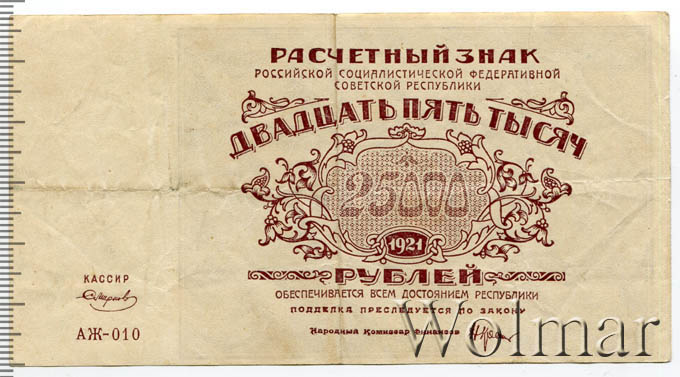 РАСЧЕТНЫЙ ЗНАК
РОССИЙСКОЙ СОЦИАЛИСТИЧЕСКОЙ ФЕДЕРАТИВНОЙ
СОВЕТСКОЙ РЕСПУБЛИКИ
ДВАДЦАТЬ ПЯТЬ ТЫСЯЧ
25000
1921
РУБЛЕЙ
ОБЕСПЕЧИВАЕТСЯ ВСЕМ ДОСТОЯНИЕМ РЕСПУБЛИКИ
ПОДДЕЛКА ПРЕСЛЕДУЕТСЯ ПО ЗАКОНУ
Народный Комиссар Финансов
КАССИР
АЖ-010
Wolmar